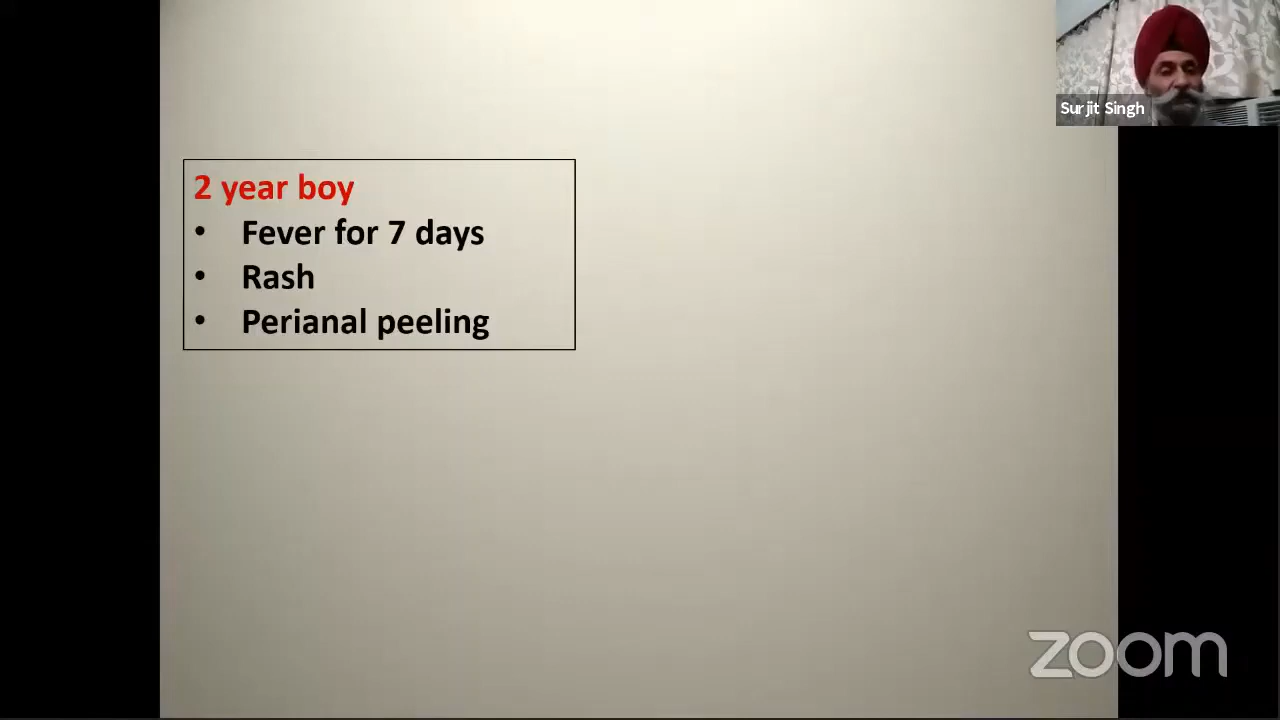 Surjit Singh
2 year boy
• Fever for 7 days
• Rash
• Perianal peeling
zoom